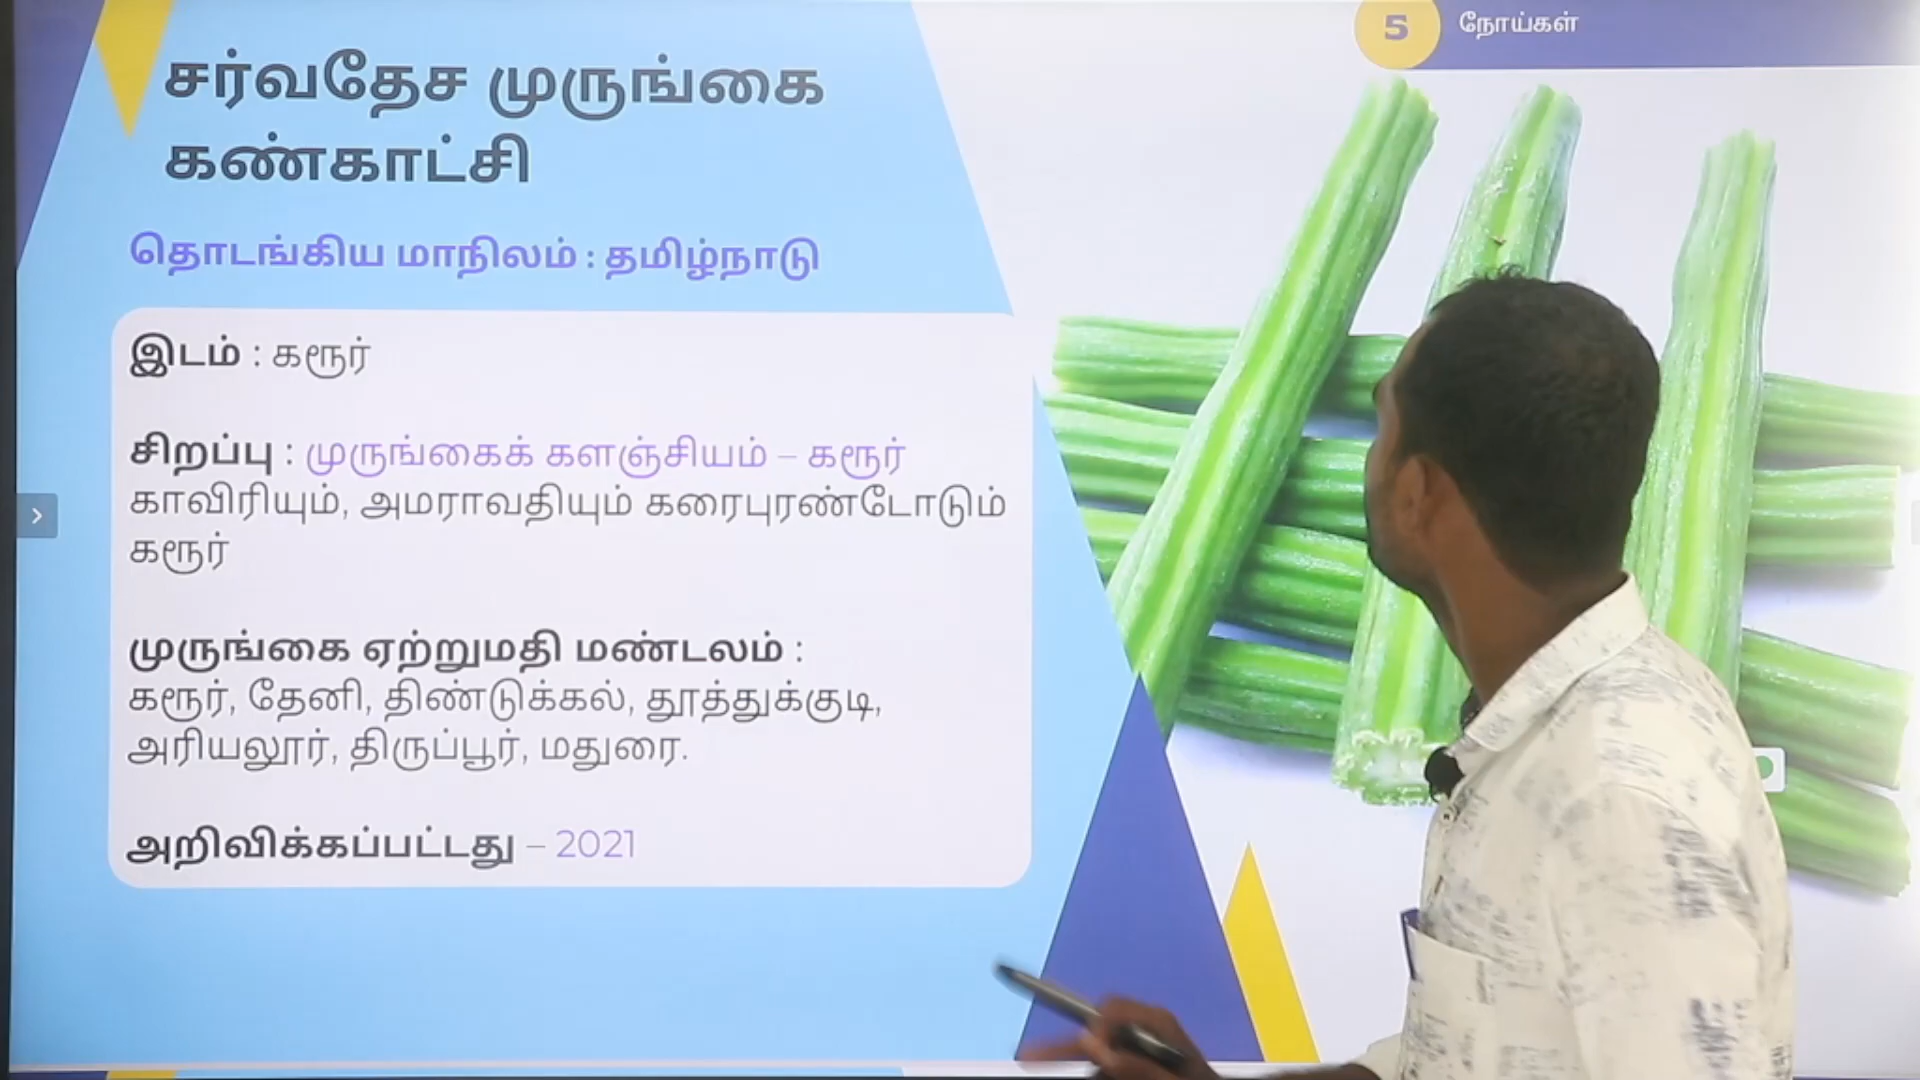 5 நோய்கள்
சர்வதேச முருங்கை
கண்காட்சி
தொடங்கிய மாநிலம் : தமிழ்நாடு
இடம் : கரூர்
சிறப்பு : முருங்கைக் களஞ்சியம் – கரூர்
காவிரியும், அமராவதியும் கரைபுரண்டோடும்
கரூர்
முருங்கை ஏற்றுமதி மண்டலம் :
கரூர், தேனி, திண்டுக்கல், தூத்துக்குடி,
அரியலூர், திருப்பூர், மதுரை.
அறிவிக்கப்பட்டது – 2021